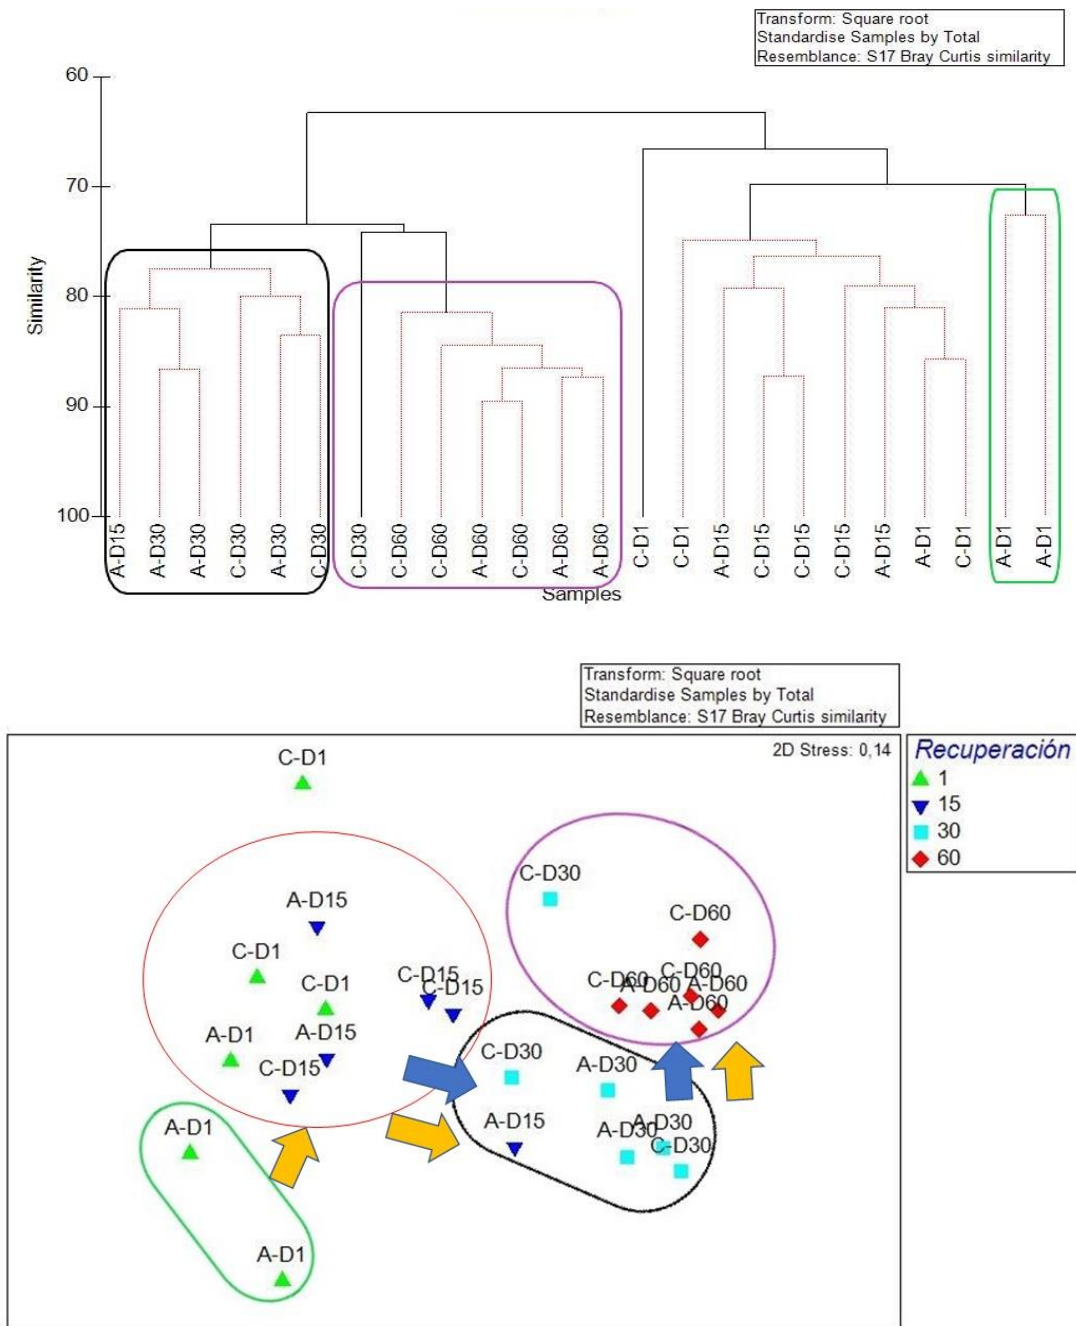 Transform: Square root
Standardise Samples by Total
Resemblance: S17 Bray Curtis similarity
60
70
80
90
100
Similarity
A-D15
A-D30
A-D30
C-D30
A-D30
C-D30
C-D30
C-D60
C-D60
A-D60
C-D60
A-D60
A-D60
C-D1
C-D1
A-D15
C-D15
C-D15
C-D15
A-D15
A-D1
C-D1
A-D1
A-D1
Samples
Transform: Square root
Standardise Samples by Total
Resemblance: S17 Bray Curtis similarity
2D Stress: 0,14
Recuperación
1
15
30
60
C-D1
C-D30
A-D15
C-D60
C-D1
C-D15
C-D15
C-D1
C-D60
A-D60
C-D60
A-D60
A-D60
A-D1
A-D15
C-D15
C-D30
A-D30
A-D1
A-D15
A-D30
A-D30
C-D30
A-D1